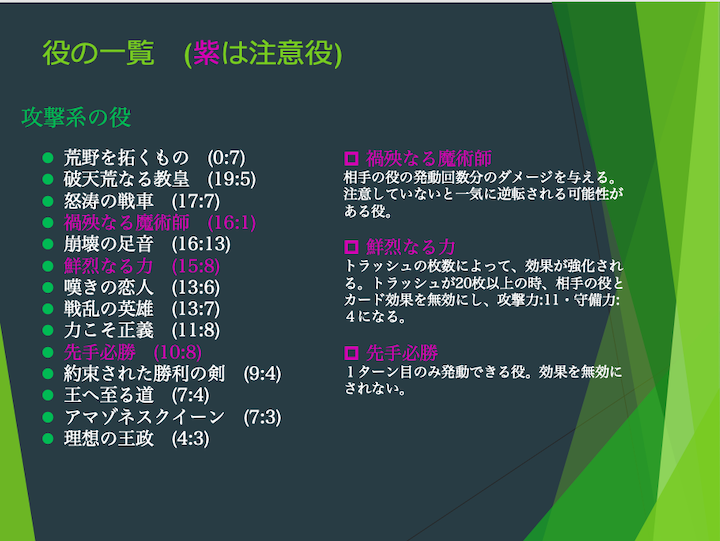 役の一覧　(紫は注意役)
攻撃系の役
荒野を拓くもの　(0:7)
破天荒なる教皇　(19:5)
怒涛の戦車　(17:7)
禍殃なる魔術師　(16:1)
崩壊の足音　(16:13)
鮮烈なる力　(15:8)
嘆きの恋人　(13:6)
戦乱の英雄　(13:7)
力こそ正義　(11:8)
先手必勝　(10:8)
約束された勝利の剣　(9:4)
王へ至る道　(7:4)
アマゾネスクイーン　(7:3)
理想の王政　(4:3)
禍殃なる魔術師
相手の役の発動回数分のダメージを与える。
注意していないと一気に逆転される可能性が
ある役。
鮮烈なる力
トラッシュの枚数によって、効果が強化され
る。トラッシュが20枚以上の時、相手の役と
カード効果を無効にし、攻撃力:11・守備力:
４になる。
先手必勝
１ターン目のみ発動できる役。効果を無効に
されない。